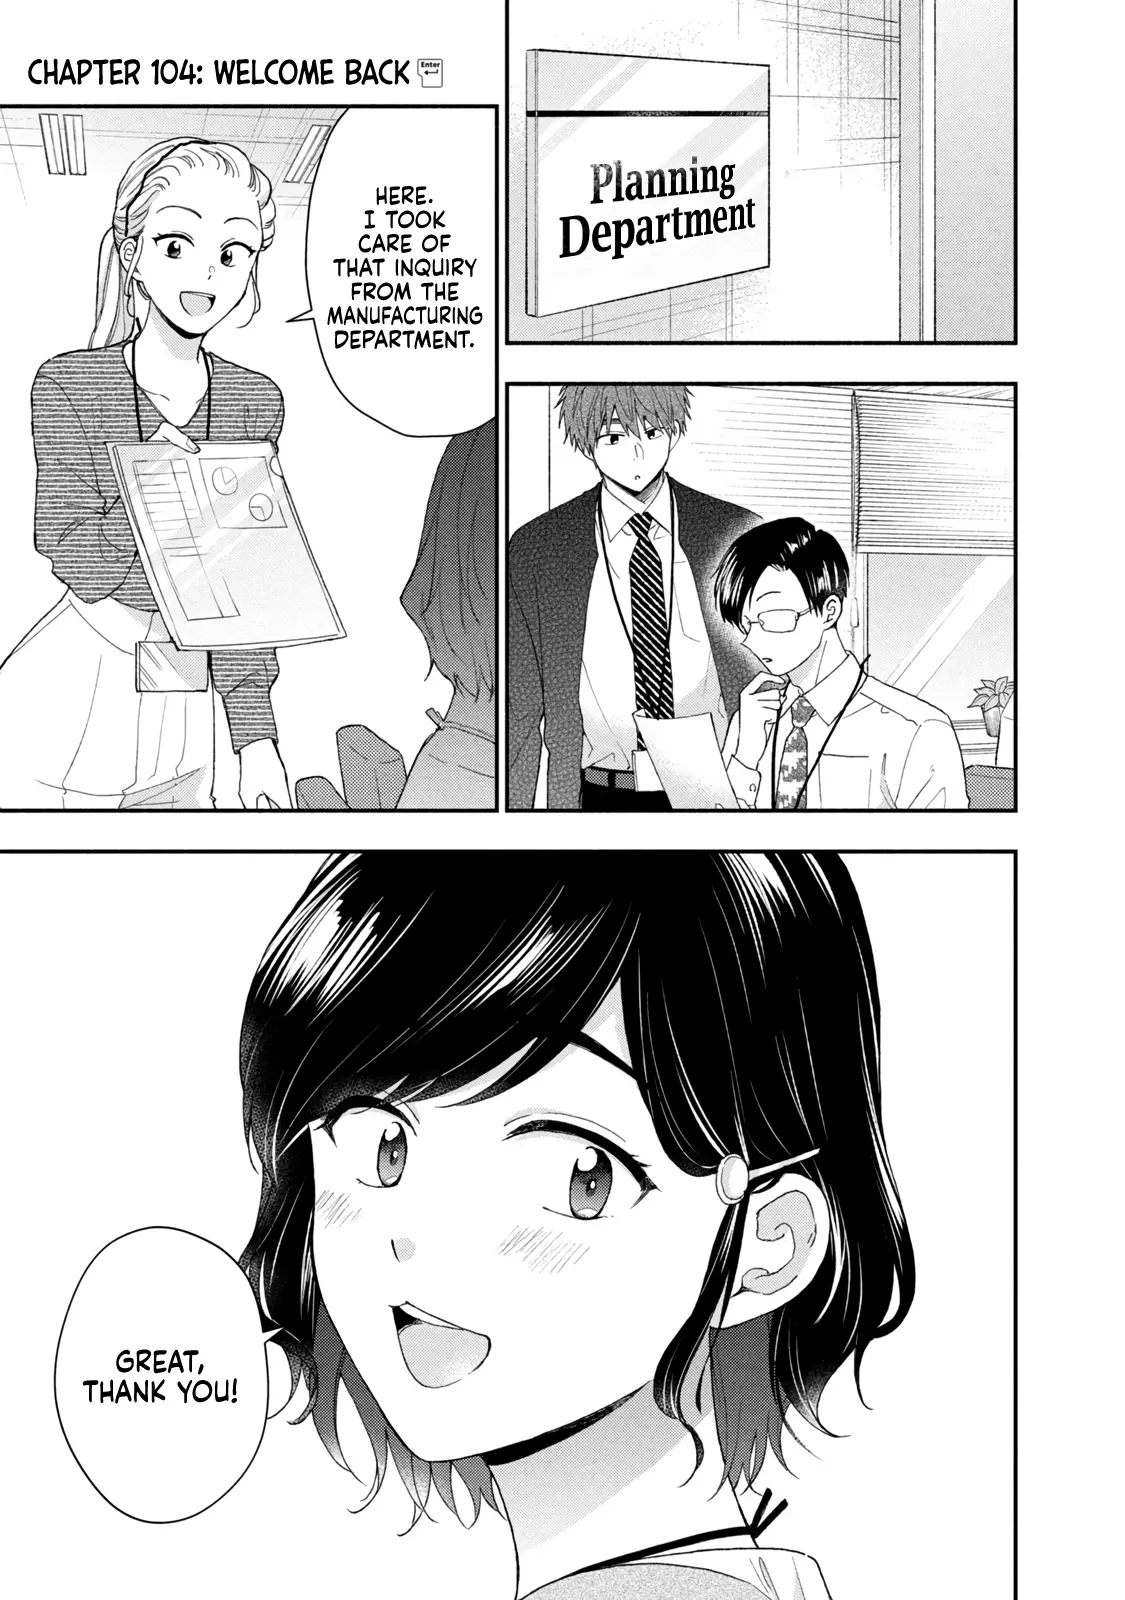 CHAPTER 104: WELCOME BACK
Enter
Planning
Department
HERE.
I TOOK
CARE OF
THAT INQUIRY
FROM THE
MANUFACTURING
DEPARTMENT.
GREAT,
THANK YOU!